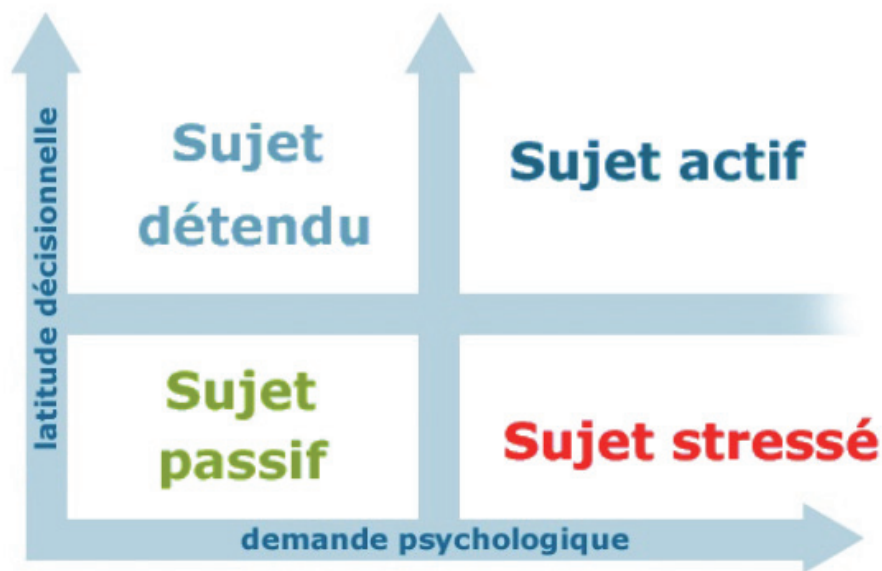 latitude décisionnelle
Sujet
détendu
Sujet actif
Sujet
passif
Sujet stressé
demande psychologique